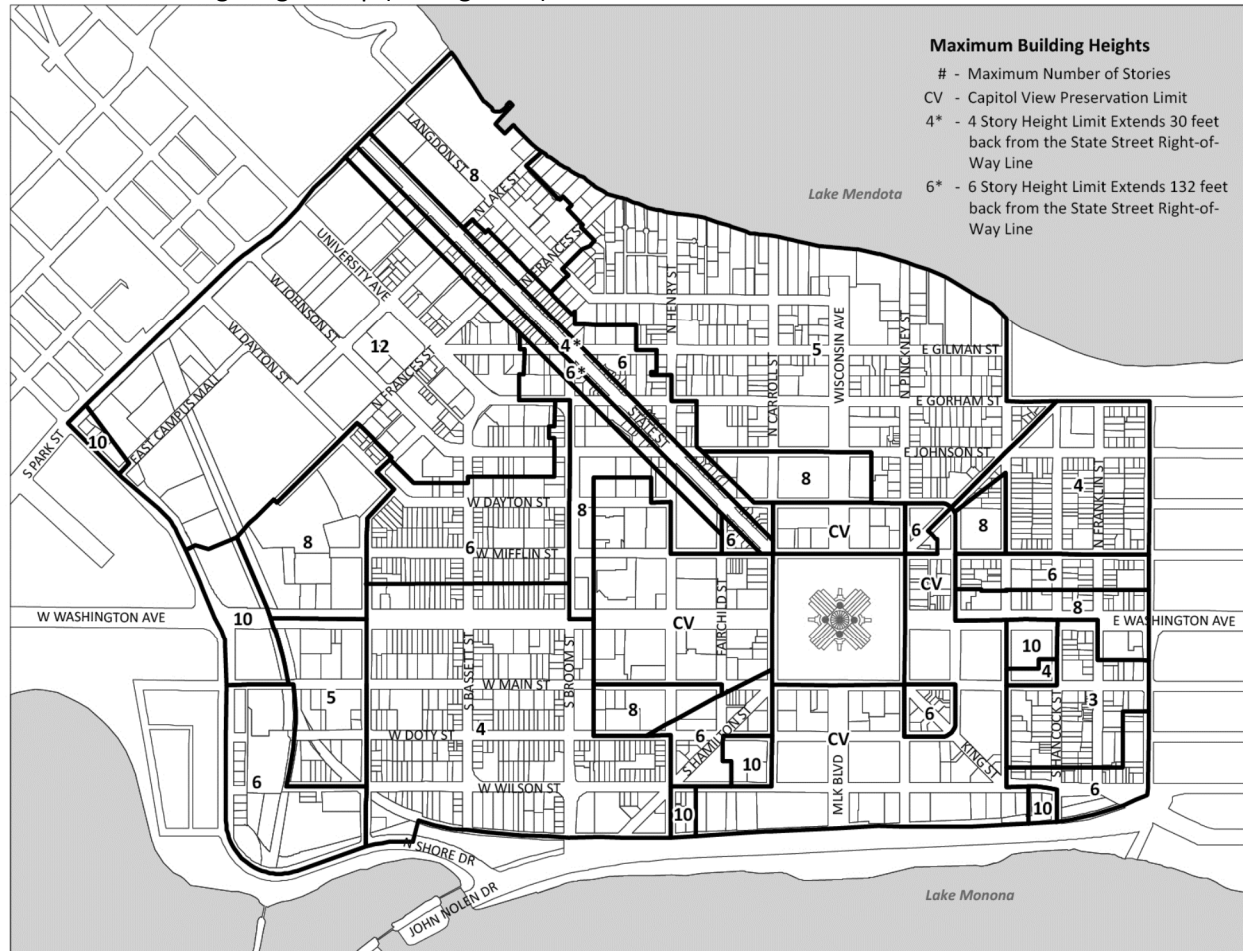 Maximum Building Heights
# - Maximum Number of Stories
CV - Capitol View Preservation Limit
4* - 4 Story Height Limit Extends 30 feet
back from the State Street Right-of-
Way Line
6* - 6 Story Height Limit Extends 132 feet
back from the State Street Right-of-
Way Line
Lake Mendota
LANGDON ST
8
N LAKE ST
N FRANCES ST
UNIVERSITY AVE
W JOHNSON ST
W DAYTON ST
12
N FRANCES ST
EAST CAMPUS MALL
S PARK ST
10
4*
6*
6
STATE ST
N HENRY ST
N CARROLL ST
WISCONSIN AVE
5
N PINCKNEY ST
E GILMAN ST
E GORHAM ST
E JOHNSON ST
8
4
N FRANKLIN ST
8
6
CV
6
8
W DAYTON ST
6
W MIFFLIN ST
8
CV
6
8
E WASHINGTON AVE
W WASHINGTON AVE
10
CV
FAIRCHILD ST
10
4
S BASSETT ST
S BROOM ST
W MAIN ST
5
8
6
3
S HANCOCK ST
W DOTY ST
4
6
S HAMILTON ST
CV
MLK BLVD
KING ST
10
6
W WILSON ST
6
10
10
N SHORE DR
JOHN NOLEN DR
Lake Monona